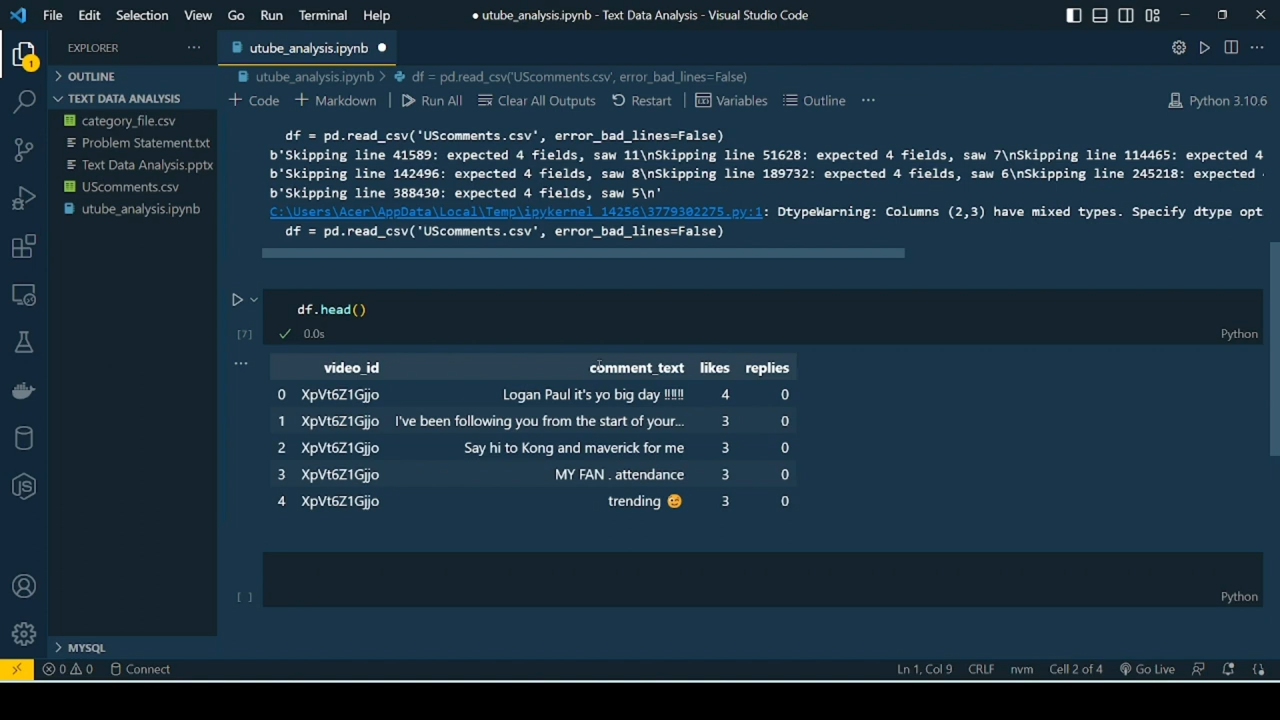 File Edit Selection View Go Run Terminal Help
● utube_analysis.ipynb - Text Data Analysis - Visual Studio Code
EXPLORER ···
utube_analysis.ipynb ●
OUTLINE
utube_analysis.ipynb > df = pd.read_csv('UScomments.csv', error_bad_lines=False)
TEXT DATA ANALYSIS
+ Code + Markdown | Run All Clear All Outputs Restart | Variables Outline ···
Python 3.10.6
category_file.csv
Problem Statement.txt
Text Data Analysis.pptx
UScomments.csv
utube_analysis.ipynb
df = pd.read_csv('UScomments.csv', error_bad_lines=False)
b'Skipping line 41589: expected 4 fields, saw 11\nSkipping line 51628: expected 4 fields, saw 7\nSkipping line 114465: expected 4
b'Skipping line 142496: expected 4 fields, saw 8\nSkipping line 189732: expected 4 fields, saw 6\nSkipping line 245218: expected
b'Skipping line 388430: expected 4 fields, saw 5\n'
C:\Users\Acer\AppData\Local\Temp\ipykernel_14256\3779302275.py:1: DtypeWarning: Columns (2,3) have mixed types. Specify dtype opt
df = pd.read_csv('UScomments.csv', error_bad_lines=False)
df.head()
[7] ✓ 0.0s Python
video_id comment_text likes replies
0 XpVt6Z1Gjjo Logan Paul it's yo big day ‼️‼️‼️ 4 0
1 XpVt6Z1Gjjo I've been following you from the start of your... 3 0
2 XpVt6Z1Gjjo Say hi to Kong and maverick for me 3 0
3 XpVt6Z1Gjjo MY FAN . attendance 3 0
4 XpVt6Z1Gjjo trending 😉 3 0
[ ] Python
MYSQL
1
0 0 Connect
Ln 1, Col 9 CRLF nvm Cell 2 of 4 Go Live